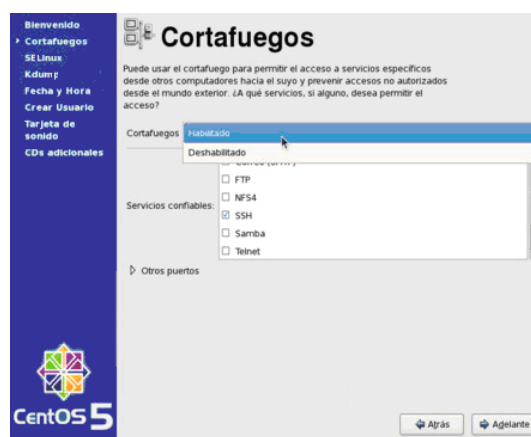 Bienvenido
Cortafuegos
SELinux
Kdump
Fecha y Hora
Crear Usuario
Tarjeta de
sonido
CDs adicionales
CentOS 5
Cortafuegos
Puede usar el cortafuego para permitir el acceso a servicios específicos
desde otros computadores hacia el suyo y prevenir accesos no autorizados
desde el mundo exterior. ¿A qué servicios, si alguno, desea permitir el
acceso?
Cortafuegos
Habilitado
Deshabilitado
FTP
NFS4
Servicios confiables:
SSH
Samba
Telnet
Otros puertos
Atrás
Adelante